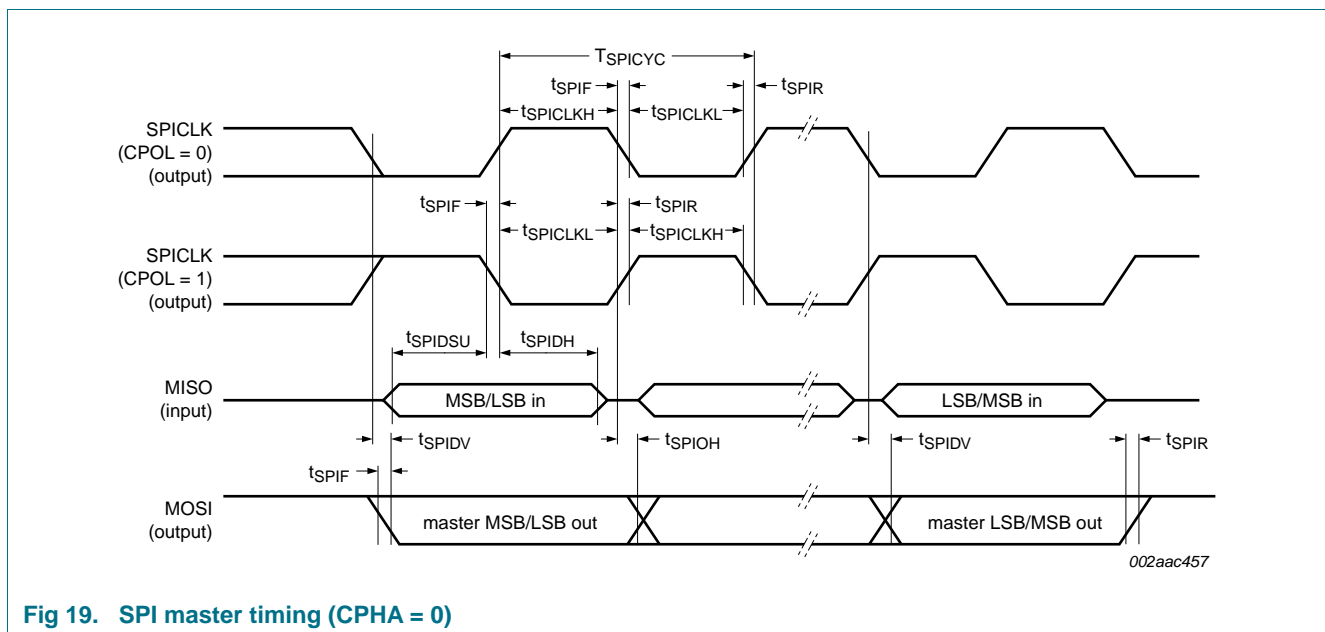 TSPICYC
tSPIF
tSPIR
tSPICLKH
tSPICLKL
SPICLK
(CPOL = 0)
(output)
tSPIF
tSPIR
tSPICLKL
tSPICLKH
SPICLK
(CPOL = 1)
(output)
tSPIDSU
tSPIDH
MISO
(input)
MSB/LSB in
LSB/MSB in
tSPIDV
tSPIOH
tSPIDV
tSPIR
tSPIF
MOSI
(output)
master MSB/LSB out
master LSB/MSB out
002aac457
Fig 19. SPI master timing (CPHA = 0)